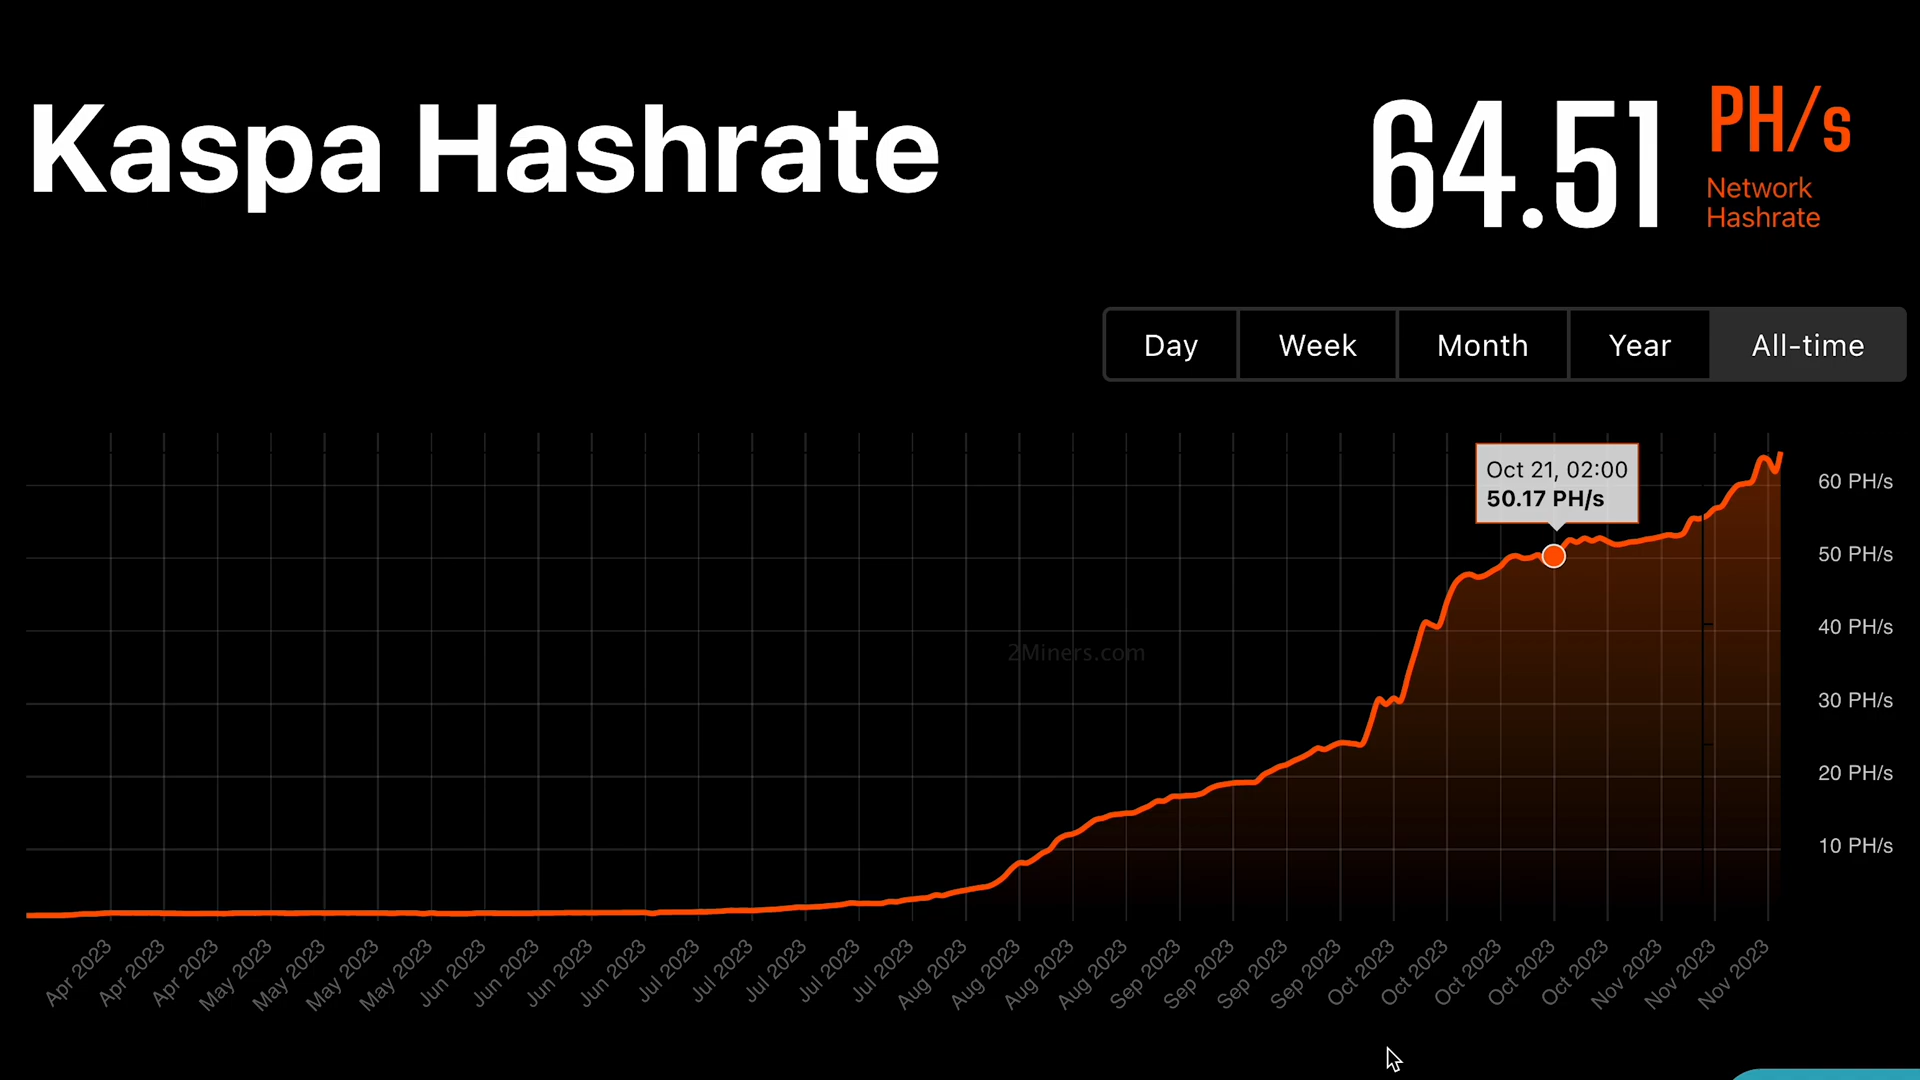 Kaspa Hashrate
64.51
PH/s
Network
Hashrate
Day
Week
Month
Year
All-time
Oct 21, 02:00
50.17 PH/s
60 PH/s
50 PH/s
40 PH/s
30 PH/s
20 PH/s
10 PH/s
2Miners.com
Apr 2023
Apr 2023
Apr 2023
May 2023
May 2023
May 2023
May 2023
Jun 2023
Jun 2023
Jun 2023
Jun 2023
Jul 2023
Jul 2023
Jul 2023
Jul 2023
Jul 2023
Aug 2023
Aug 2023
Aug 2023
Aug 2023
Sep 2023
Sep 2023
Sep 2023
Sep 2023
Oct 2023
Oct 2023
Oct 2023
Oct 2023
Oct 2023
Nov 2023
Nov 2023
Nov 2023